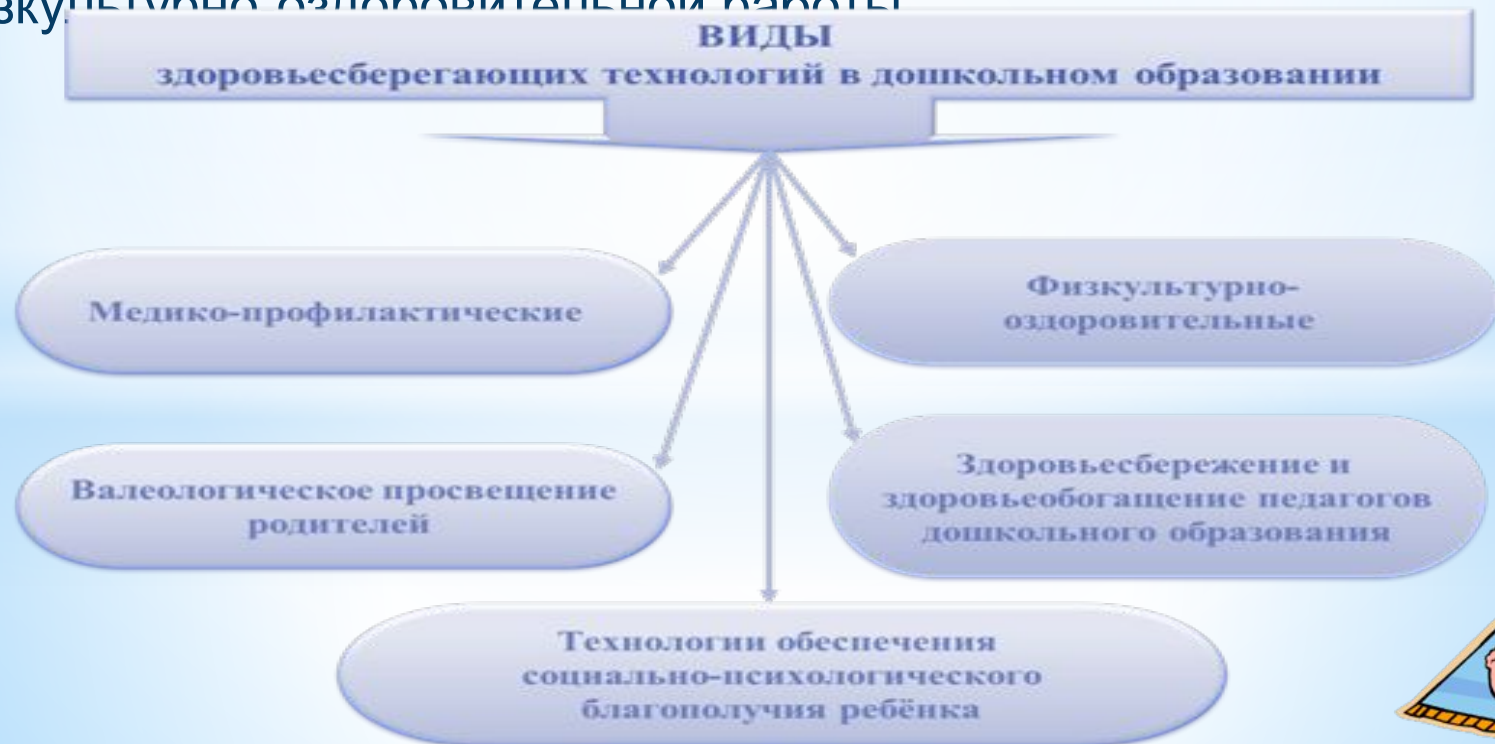 ВИДЫ
здоровьесберегающих технологий в дошкольном образовании
Медико-профилактические
Физкультурно-
оздоровительные
Валеологическое просвещение
родителей
Здоровьесбережение и
здоровьеобогащение педагогов
дошкольного образования
Технологии обеспечения
социально-психологического
благополучия ребёнка